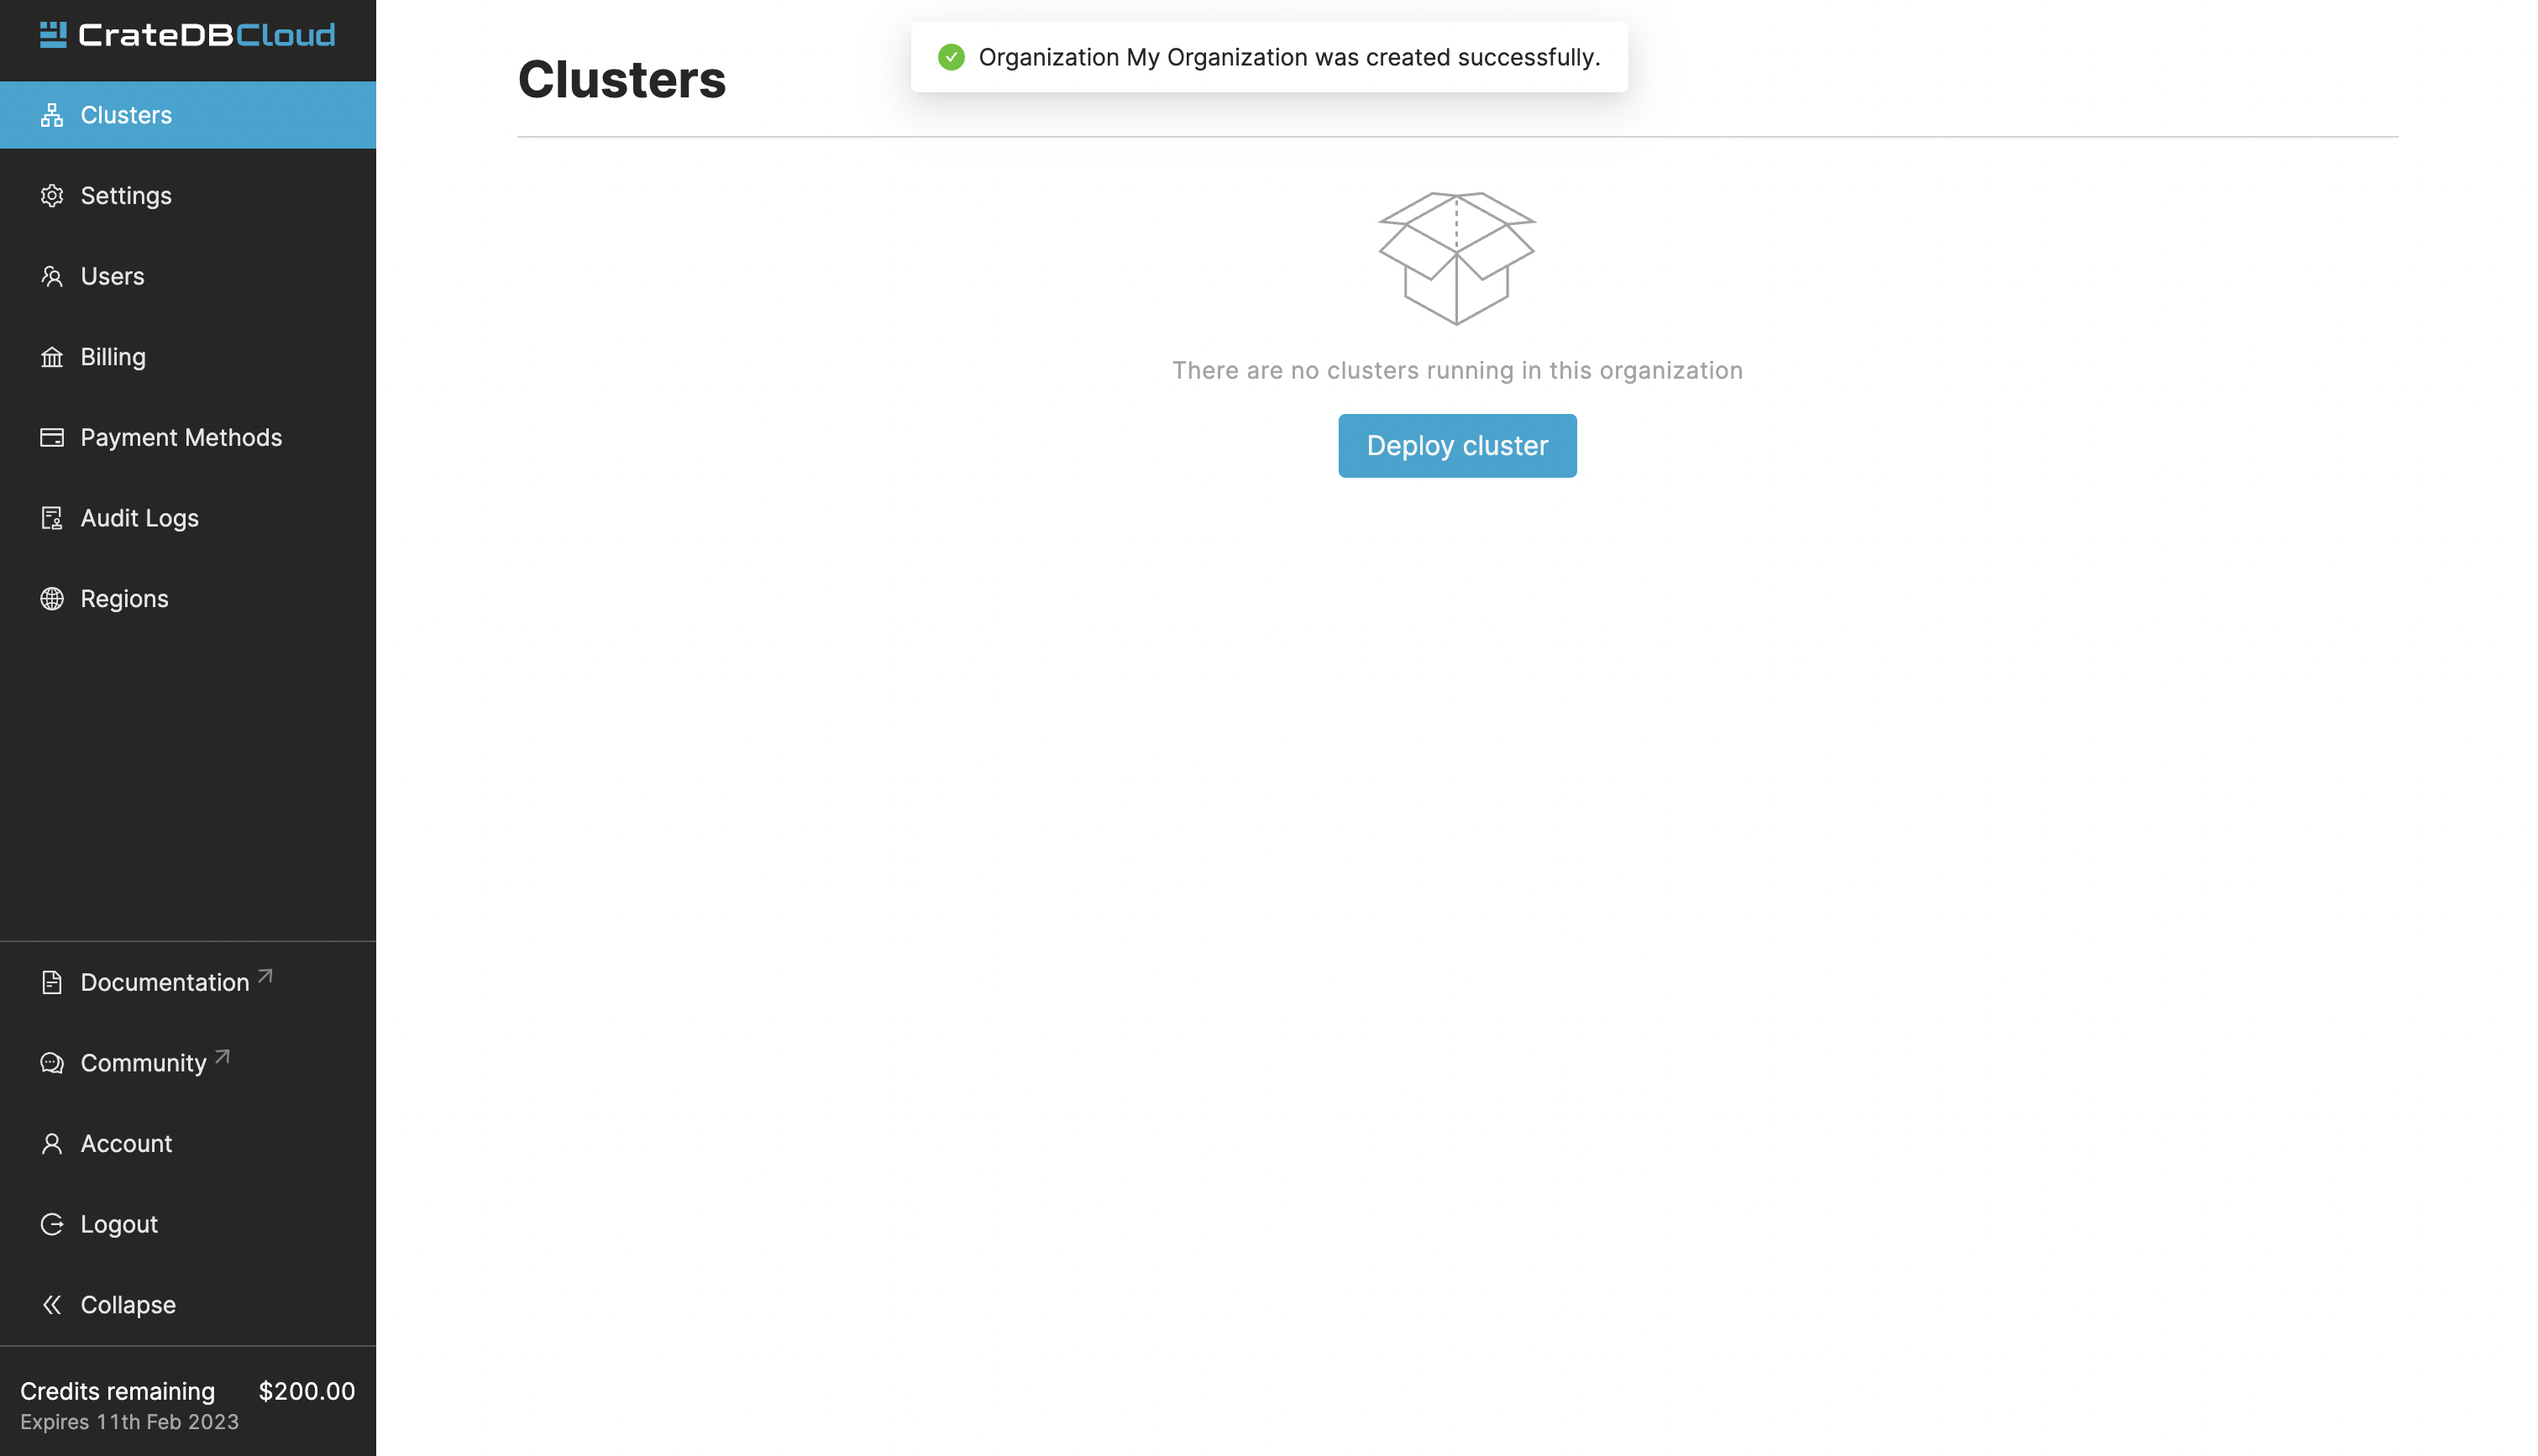 CrateDBCloud
Clusters
Settings
Users
Billing
Payment Methods
Audit Logs
Regions
Documentation
Community
Account
Logout
Collapse
Credits remaining $200.00
Expires 11th Feb 2023
Organization My Organization was created successfully.
Clusters
There are no clusters running in this organization
Deploy cluster